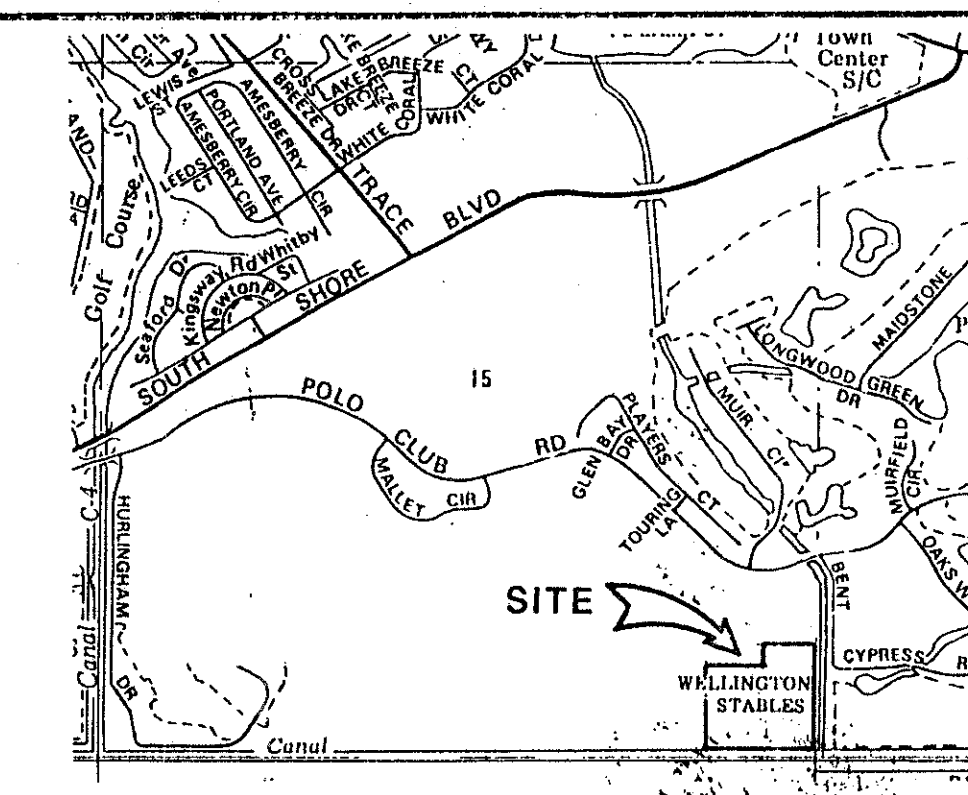 Cir
Ave
LEWIS
ST
AMESBERRY CIR
PORTLAND AVE
AMESBERRY
CIR
LEEDS
CT
CROSS
BREEZE DR
LAKE BREEZE
BREEZE
CT
WHITE CORAL
WHITE CORAL
CT
Town
Center
S/C
TRACE
SOUTH SHORE BLVD
Golf Course
Seaford Dr
Kingsway Rd
Whitby
St
Newton Pl
15
POLO CLUB RD
MALLET CIR
GLEN BAY
DR
PLAYERS CT
TOURING
LA
MUIR
CIR
LONGWOOD GREEN
DR
MAIDSTONE
MUIRFIELD
CIR
OAKS W
BENT
CYPRESS R
C-4
Canal
HURLINGHAM
DR
Canal
SITE
WELLINGTON
STABLES